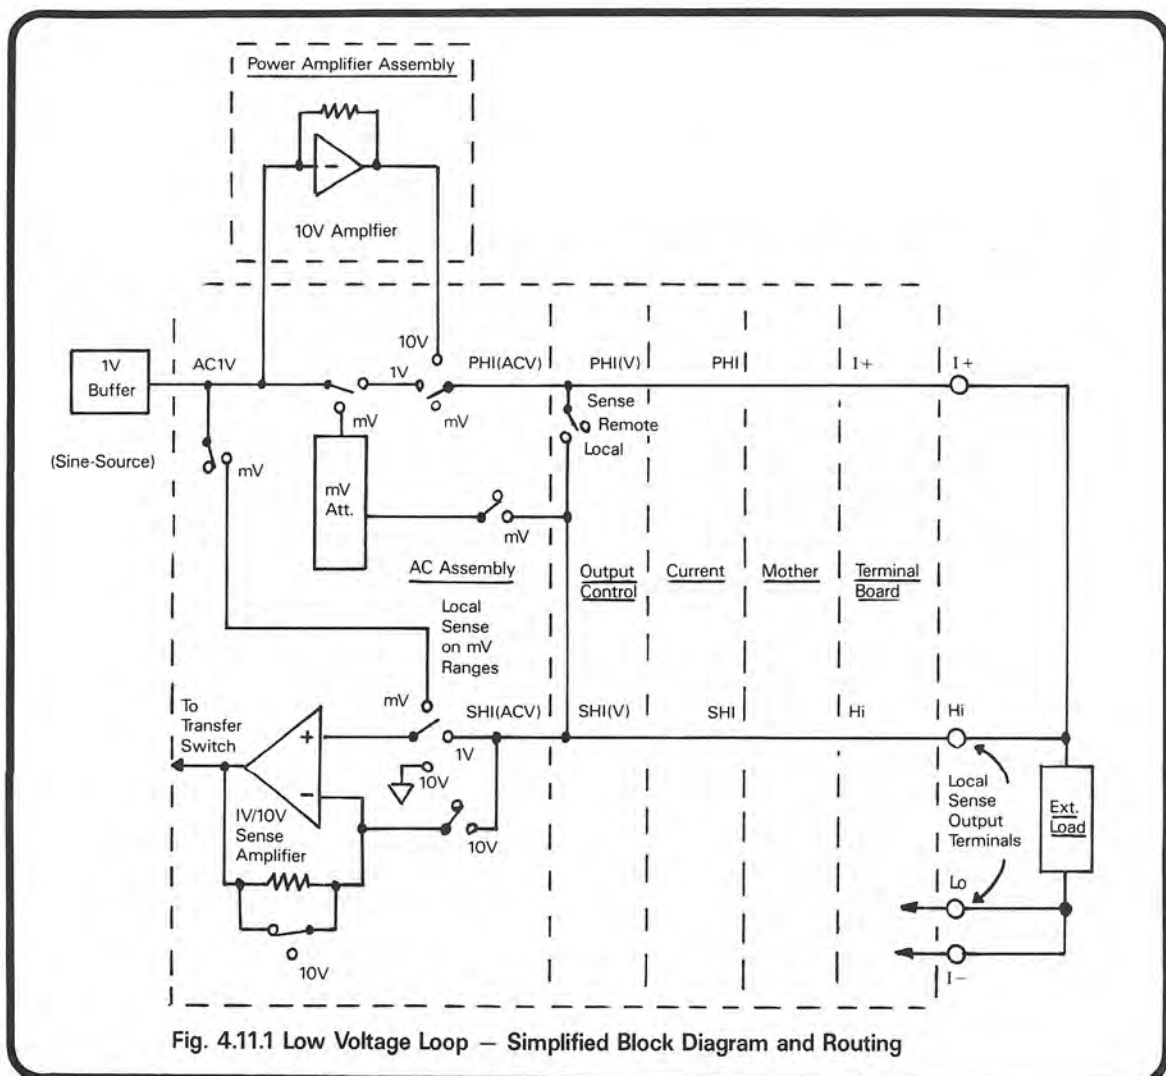 Power Amplifier Assembly
-
10V Amplfier
1V
Buffer
(Sine-Source)
AC1V
10V
1V
mV
mV
PHI(ACV)
PHI(V)
PHI
I+
I+
Sense
Remote
Local
mV
mV
Att.
mV
AC Assembly
Output
Control
Current
Mother
Terminal
Board
Local
Sense
on mV
Ranges
To
Transfer
Switch
mV
SHI(ACV)
SHI(V)
SHI
Hi
Hi
+
1V
10V
-
1V/10V
Sense
Amplifier
10V
10V
Local
Sense
Output
Terminals
Ext.
Load
Lo
I-
Fig. 4.11.1 Low Voltage Loop — Simplified Block Diagram and Routing